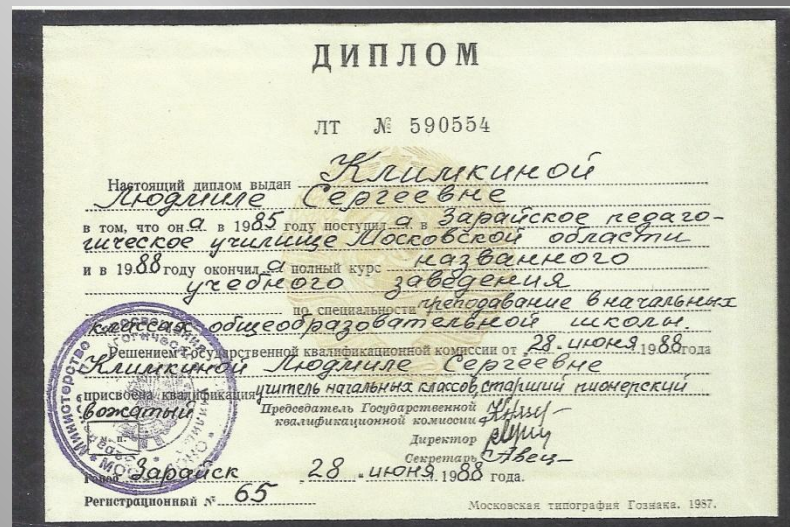 ДИПЛОМ
ЛТ № 590554
Настоящий диплом выдан Климкиной
Людмиле Сергеевне
в том, что он а в 1985 году поступил а в Зарайское педаго-
гическое училище Московской области
и в 1988 году окончил а полный курс названного
учебного заведения
по специальности преподавание в начальных
классах общеобразовательной школы.
Решением Государственной квалификационной комиссии от 28 июня 1988 года
Климкиной Людмиле Сергеевне
присвоена квалификация учитель начальных классов, старший пионерский
вожатый
Председатель Государственной
квалификационной комиссии
Директор
Секретарь
Город Зарайск 28 июня 1988 года.
Регистрационный № 65
Московская типография Гознака. 1987.